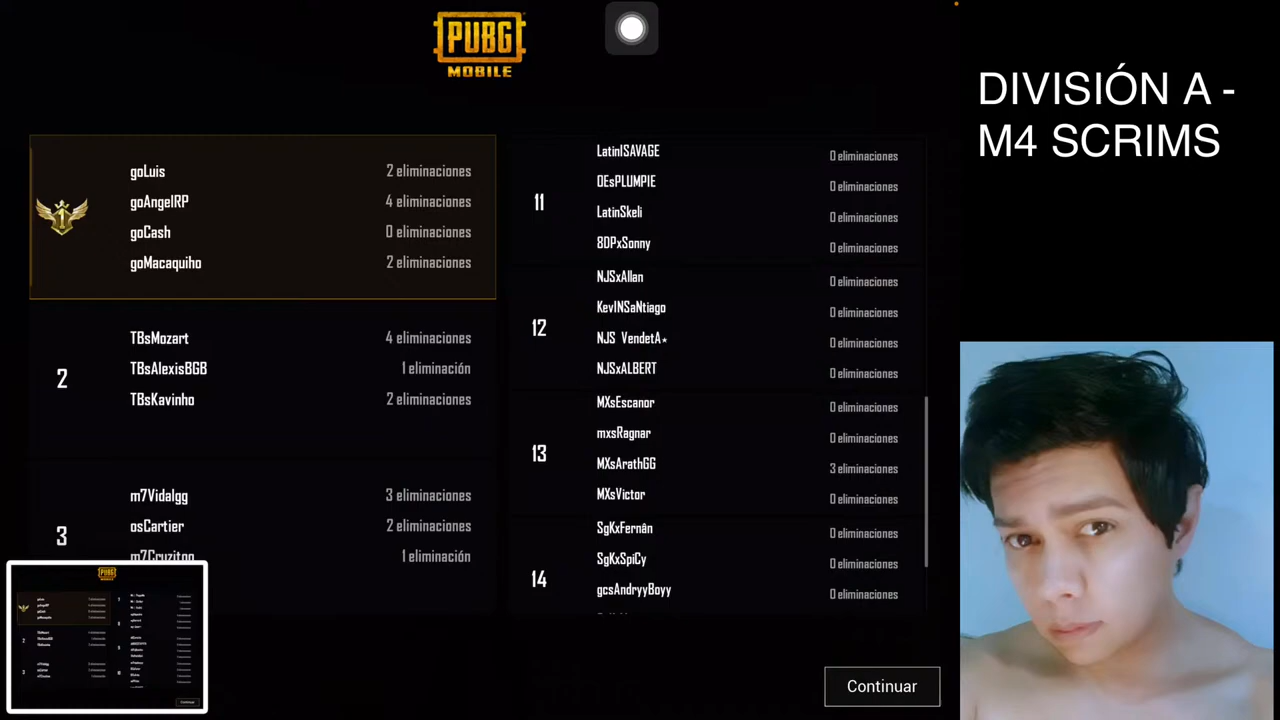 PUBG
MOBILE
DIVISIÓN A -
M4 SCRIMS
1
goLuis 2 eliminaciones
goAngelRP 4 eliminaciones
goCash 0 eliminaciones
goMacaquiho 2 eliminaciones
2
TBsMozart 4 eliminaciones
TBsAlexisBGB 1 eliminación
TBsKavinho 2 eliminaciones
3
m7Vidalgg 3 eliminaciones
osCartier 2 eliminaciones
m7Cruzitoo 1 eliminación
11
LatinISAVAGE 0 eliminaciones
OEsPLUMPIE 0 eliminaciones
LatinSkeli 0 eliminaciones
8DPxSonny 0 eliminaciones
12
NJSxAllan 0 eliminaciones
KevINSaNtiago 0 eliminaciones
NJS VendetA★ 0 eliminaciones
NJSxALBERT 0 eliminaciones
13
MXsEscanor 0 eliminaciones
mxsRagnar 0 eliminaciones
MXsArathGG 3 eliminaciones
MXsVictor 0 eliminaciones
14
SgKxFernân 0 eliminaciones
SgKxSpiCy 0 eliminaciones
gcsAndryyBoyy 0 eliminaciones
Continuar